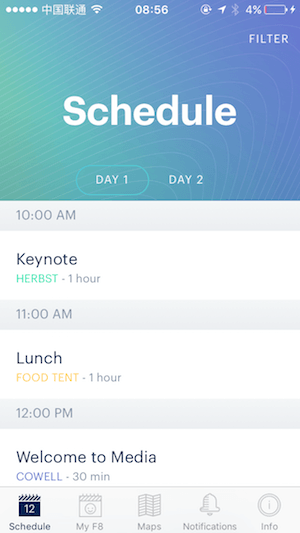 中国联通 08:56 4%
FILTER
Schedule
DAY 1 DAY 2
10:00 AM
Keynote
HERBST - 1 hour
11:00 AM
Lunch
FOOD TENT - 1 hour
12:00 PM
Welcome to Media
COWELL - 30 min
12
Schedule My F8 Maps Notifications Info